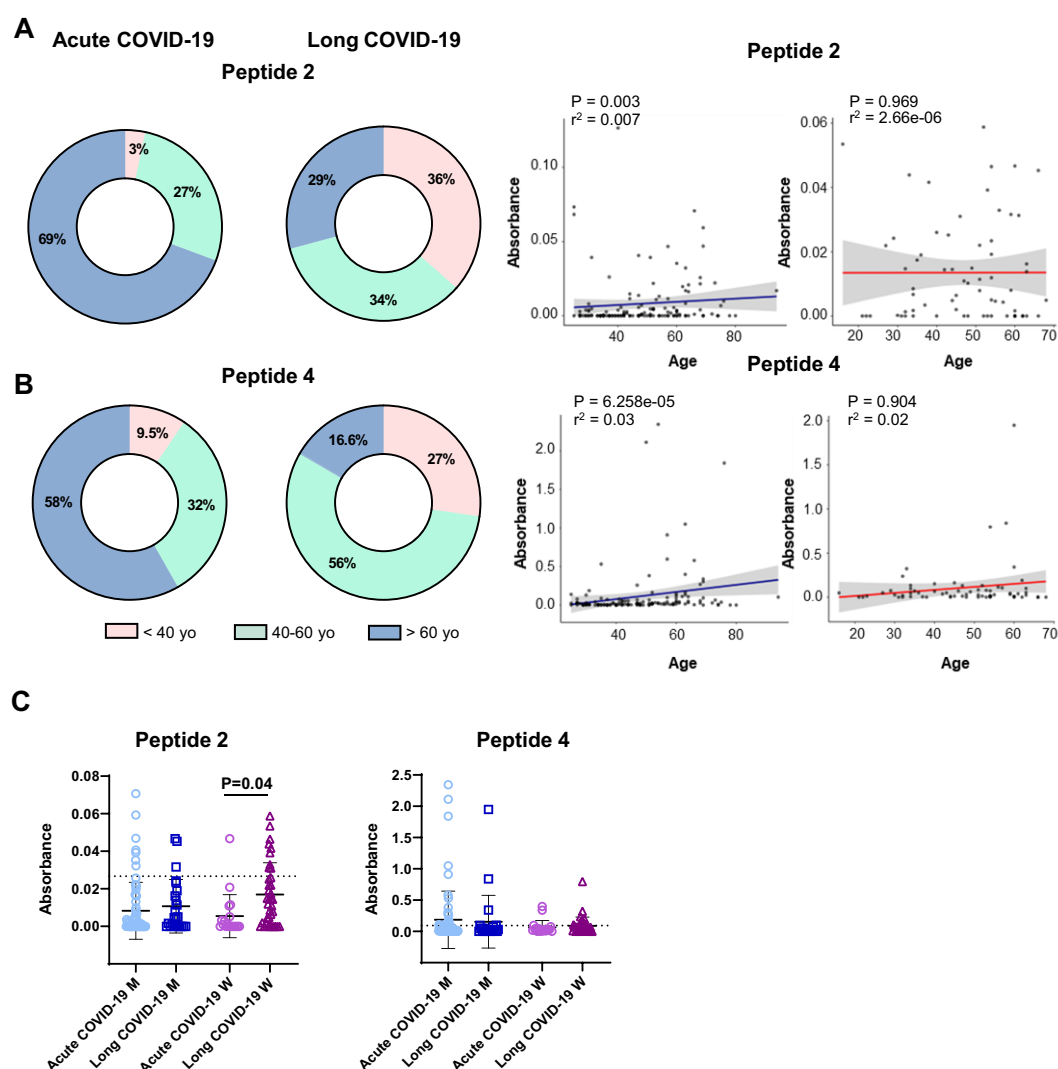 A
Acute COVID-19
Long COVID-19
Peptide 2
3%
27%
69%
36%
34%
29%
Peptide 2
P = 0.003
r² = 0.007
Absorbance
0.10
0.05
0.00
40
60
80
Age
P = 0.969
r² = 2.66e-06
Absorbance
0.06
0.04
0.02
0.00
20
30
40
50
60
70
Age
B
Peptide 4
9.5%
32%
58%
27%
56%
16.6%
< 40 yo
40-60 yo
> 60 yo
Peptide 4
P = 6.258e-05
r² = 0.03
Absorbance
2.0
1.5
1.0
0.5
0.0
40
60
80
Age
P = 0.904
r² = 0.02
Absorbance
2.0
1.5
1.0
0.5
0.0
20
30
40
50
60
70
Age
C
Peptide 2
P=0.04
Absorbance
0.08
0.06
0.04
0.02
0.00
Acute COVID-19 M
Long COVID-19 M
Acute COVID-19 W
Long COVID-19 W
Peptide 4
Absorbance
2.5
2.0
1.5
1.0
0.5
0.0
Acute COVID-19 M
Long COVID-19 M
Acute COVID-19 W
Long COVID-19 W